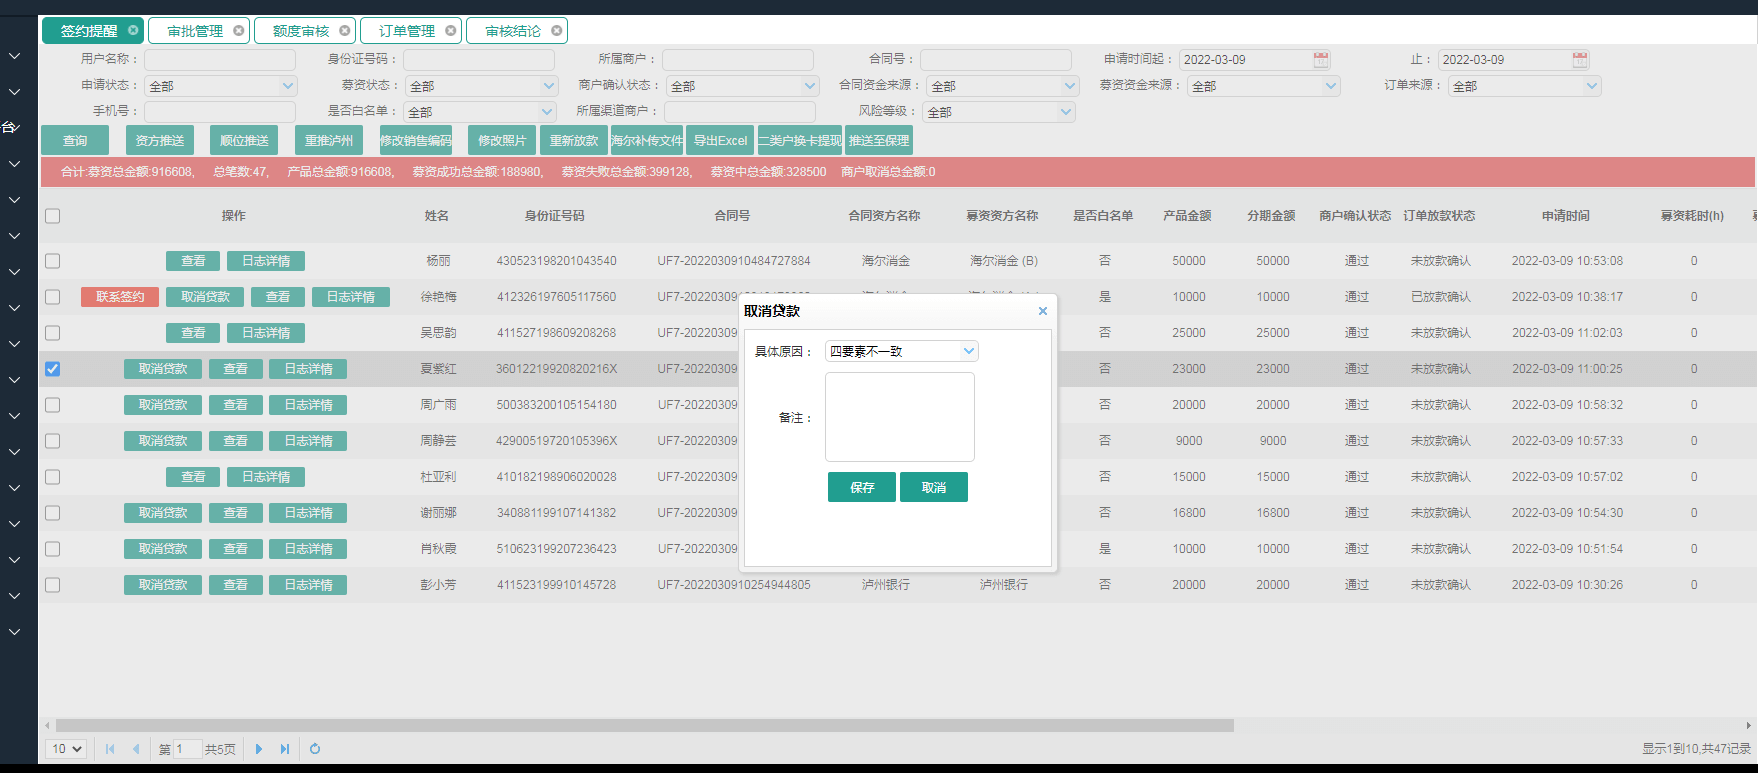 签约提醒 审批管理 额度审核 订单管理 审核结论
用户名称： 身份证号码： 所属商户： 合同号： 申请时间起： 2022-03-09 止： 2022-03-09
申请状态： 全部 募资状态： 全部 商户确认状态： 全部 合同资金来源： 全部 募资资金来源： 全部 订单来源： 全部
手机号： 是否白名单： 全部 所属渠道商户： 风险等级： 全部
台
查询 资方推送 顺位推送 重推泸州 修改销售编码 修改照片 重新放款 海尔补传文件 导出Excel 二类户换卡提现 推送至保理
合计:募资总金额:916608, 总笔数:47, 产品总金额:916608, 募资成功总金额:188980, 募资失败总金额:399128, 募资中总金额:328500 商户取消总金额:0
操作 姓名 身份证号码 合同号 合同资方名称 募资资方名称 是否白名单 产品金额 分期金额 商户确认状态 订单放款状态 申请时间 募资耗时(h)
查看 日志详情 杨丽 430523198201043540 UF7-2022030910484727884 海尔消金 海尔消金 (B) 否 50000 50000 通过 未放款确认 2022-03-09 10:53:08 0
联系签约 取消贷款 查看 日志详情 徐艳梅 412326197605117560 是 10000 10000 通过 已放款确认 2022-03-09 10:38:17 0
查看 日志详情 吴思韵 411527198609208268 UF7-20220309 否 25000 25000 通过 未放款确认 2022-03-09 11:02:03 0
取消贷款 查看 日志详情 夏紫红 36012219920820216X UF7-20220309 否 23000 23000 通过 未放款确认 2022-03-09 11:00:25 0
取消贷款 查看 日志详情 周广雨 500383200105154180 UF7-20220309 否 20000 20000 通过 未放款确认 2022-03-09 10:58:32 0
取消贷款 查看 日志详情 周静芸 42900519720105396X UF7-20220309 否 9000 9000 通过 未放款确认 2022-03-09 10:57:33 0
查看 日志详情 杜亚利 410182198906020028 UF7-20220309 否 15000 15000 通过 未放款确认 2022-03-09 10:57:02 0
取消贷款 查看 日志详情 谢丽娜 340881199107141382 UF7-20220309 否 16800 16800 通过 未放款确认 2022-03-09 10:54:30 0
取消贷款 查看 日志详情 肖秋霞 510623199207236423 UF7-20220309 是 10000 10000 通过 未放款确认 2022-03-09 10:51:54 0
取消贷款 查看 日志详情 彭小芳 411523199910145728 UF7-2022030910254944805 泸州银行 泸州银行 否 20000 20000 通过 未放款确认 2022-03-09 10:30:26 0
取消贷款
具体原因： 四要素不一致
备注：
保存 取消
10 第 1 共5页 显示1到10,共47记录